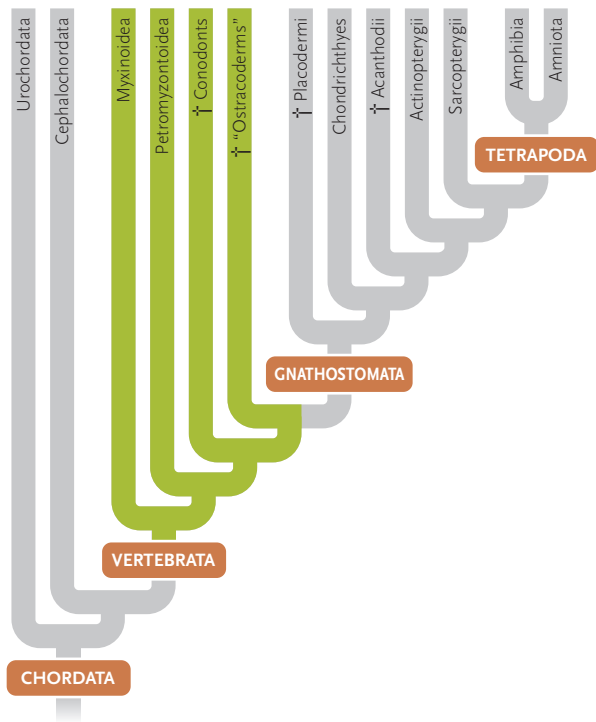 Urochordata
Cephalochordata
Myxinoidea
Petromyzontoidea
† Conodonts
† "Ostracoderms"
† Placodermi
Chondrichthyes
† Acanthodii
Actinopterygii
Sarcopterygii
Amphibia
Amniota
TETRAPODA
GNATHOSTOMATA
VERTEBRATA
CHORDATA